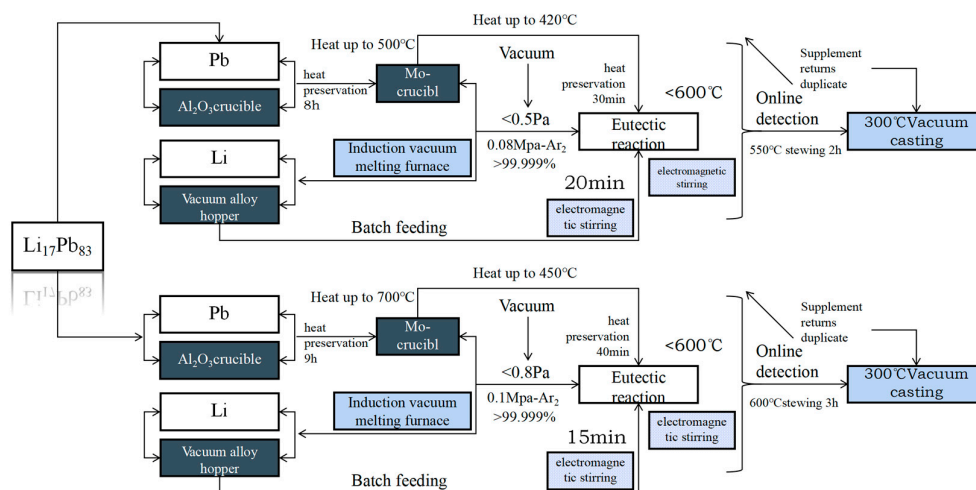 Li₁₇Pb₈₃
Pb
Al₂O₃crucible
Li
Vacuum alloy
hopper
heat
preservation
8h
Heat up to 500℃
Mo-
crucibl
Heat up to 420℃
Induction vacuum
melting furnace
Vacuum
<0.5Pa
0.08Mpa-Ar₂
>99.999%
heat
preservation
30min
Eutectic
reaction
<600℃
20min
electromagne
tic stirring
electromagnetic
stirring
Batch feeding
Online
detection
550℃ stewing 2h
Supplement
returns
duplicate
300℃Vacuum
casting
Pb
Al₂O₃crucible
Li
Vacuum alloy
hopper
heat
preservation
9h
Heat up to 700℃
Mo-
crucibl
Heat up to 450℃
Induction vacuum
melting furnace
Vacuum
<0.8Pa
0.1Mpa-Ar₂
>99.999%
heat
preservation
40min
Eutectic
reaction
<600℃
15min
electromagne
tic stirring
electromagne
tic stirring
Batch feeding
Online
detection
600℃stewing 3h
Supplement
returns
duplicate
300℃Vacuum
casting